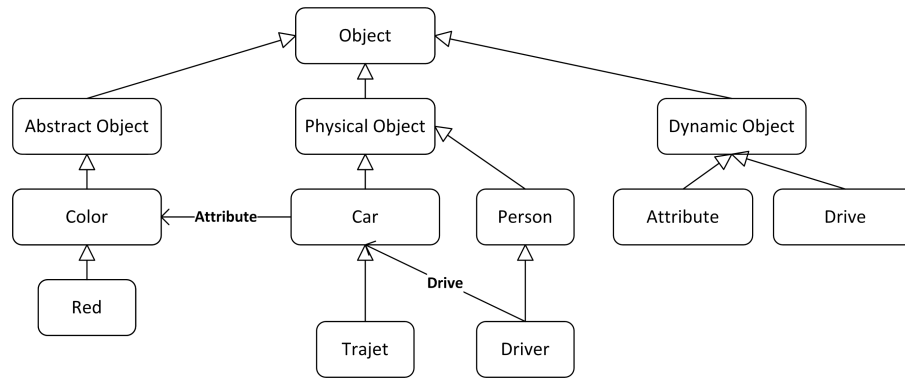 Object
Abstract Object
Physical Object
Dynamic Object
Color
Attribute
Car
Person
Attribute
Drive
Drive
Red
Trajet
Driver